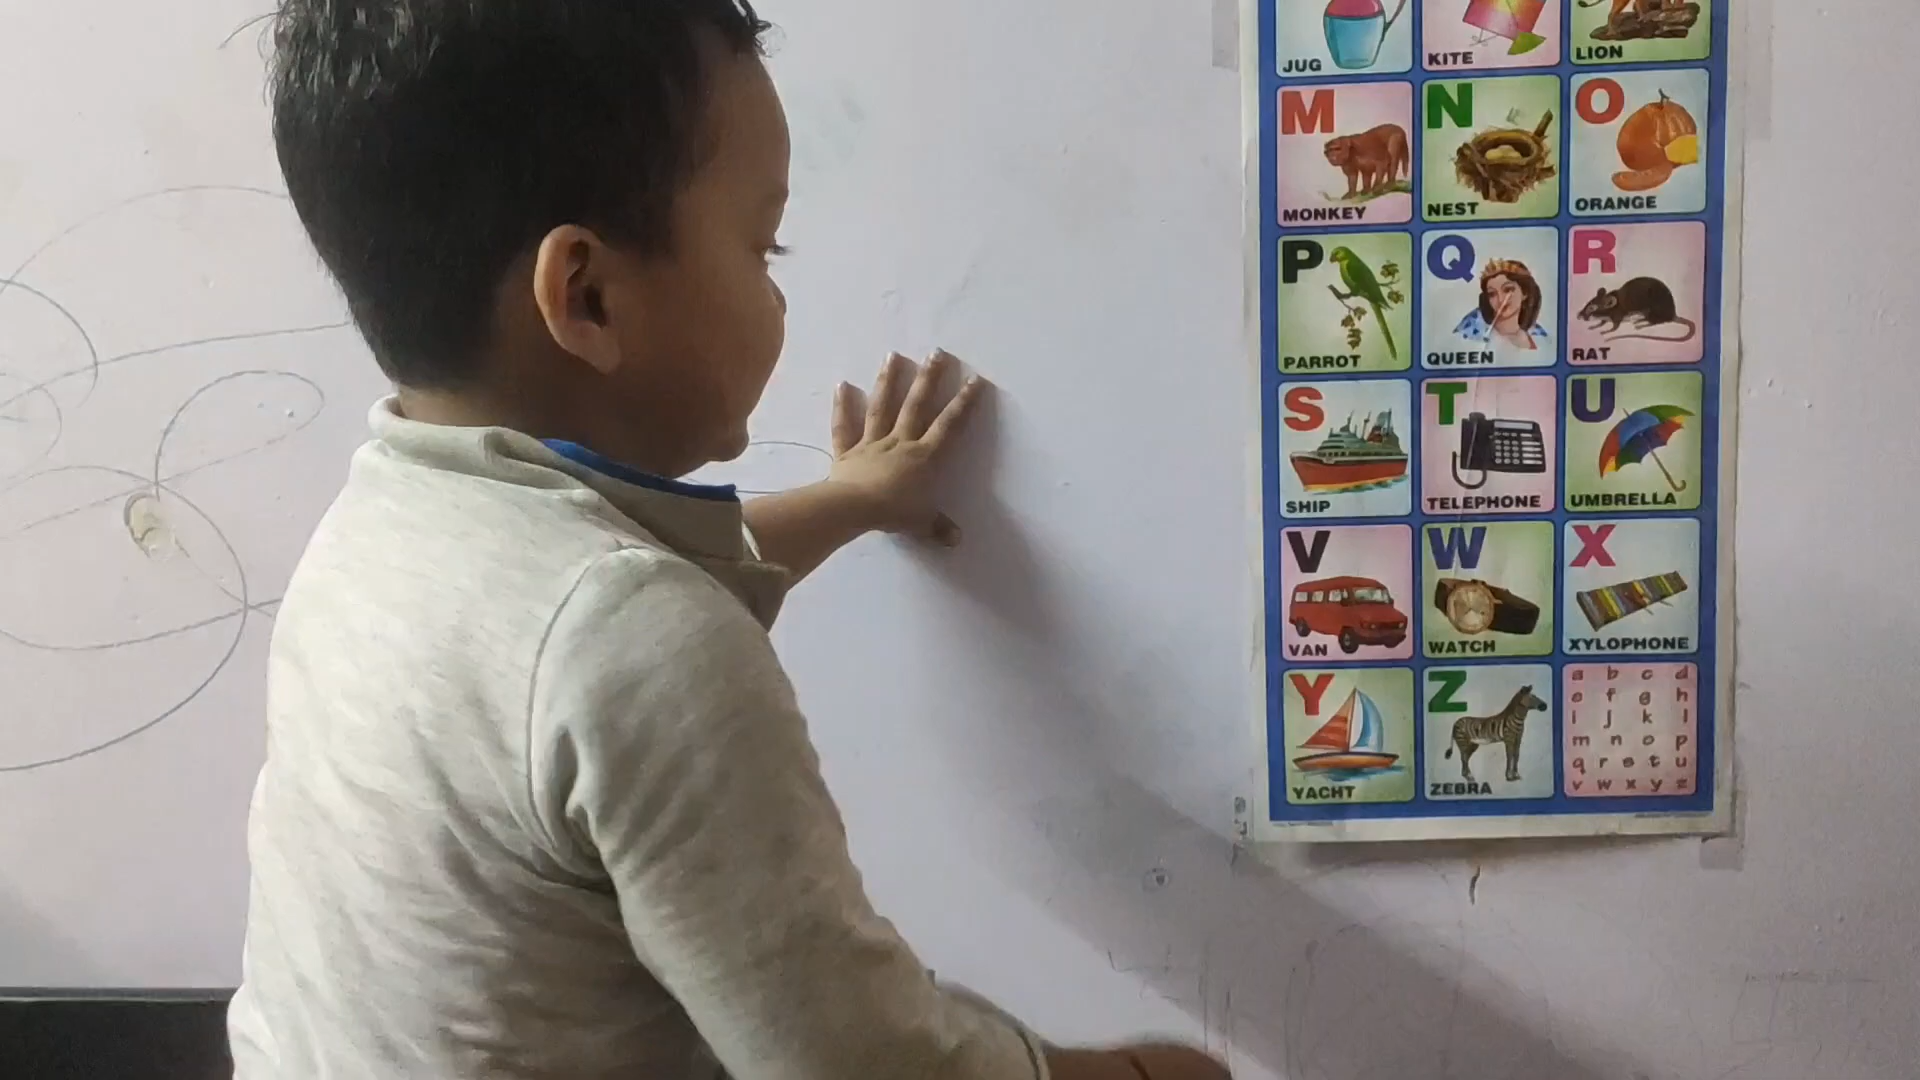 JUG KITE LION
M N O
MONKEY NEST ORANGE
P Q R
PARROT QUEEN RAT
S T U
SHIP TELEPHONE UMBRELLA
V W X
VAN WATCH XYLOPHONE
Y Z
YACHT ZEBRA
a b c d
e f g h
i j k l
m n o p
q r s t u
v w x y z